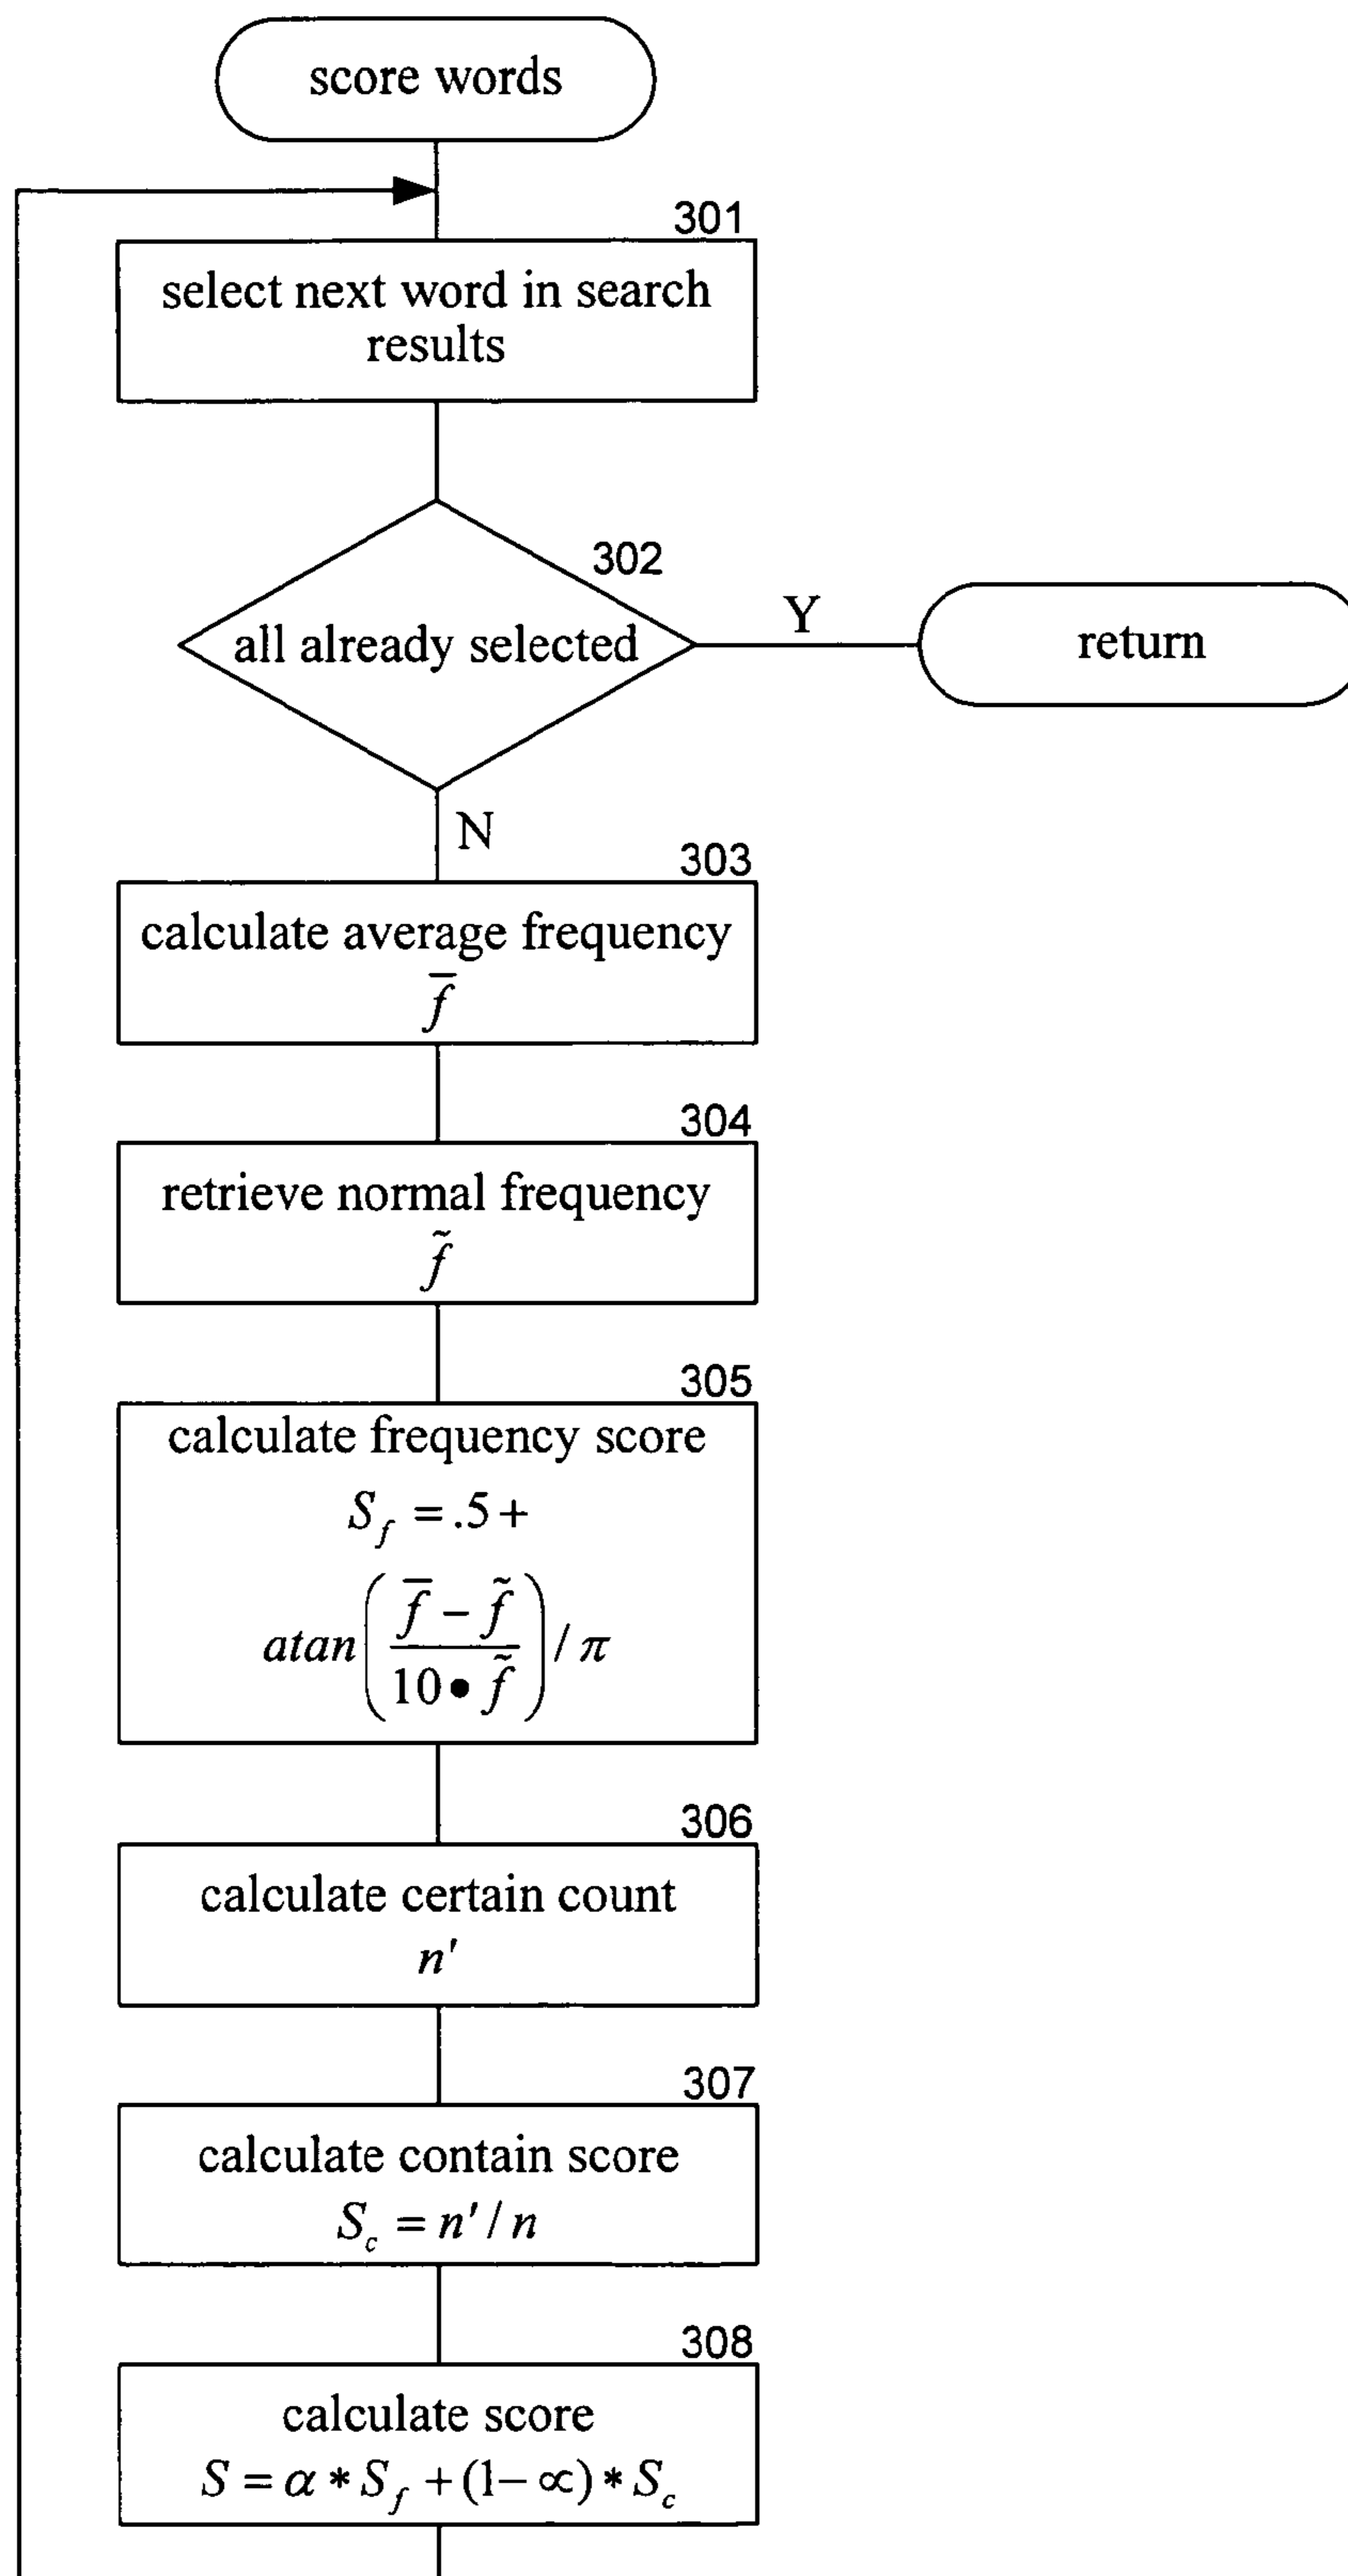 score words
301
select next word in search
results
302
all already selected
Y
return
N
303
calculate average frequency
f̅
304
retrieve normal frequency
f̃
305
calculate frequency score
S_f = .5 +
atan( (f̅ − f̃) / (10 • f̃) ) / π
306
calculate certain count
n'
307
calculate contain score
S_c = n' / n
308
calculate score
S = α * S_f + (1− ∝) * S_c